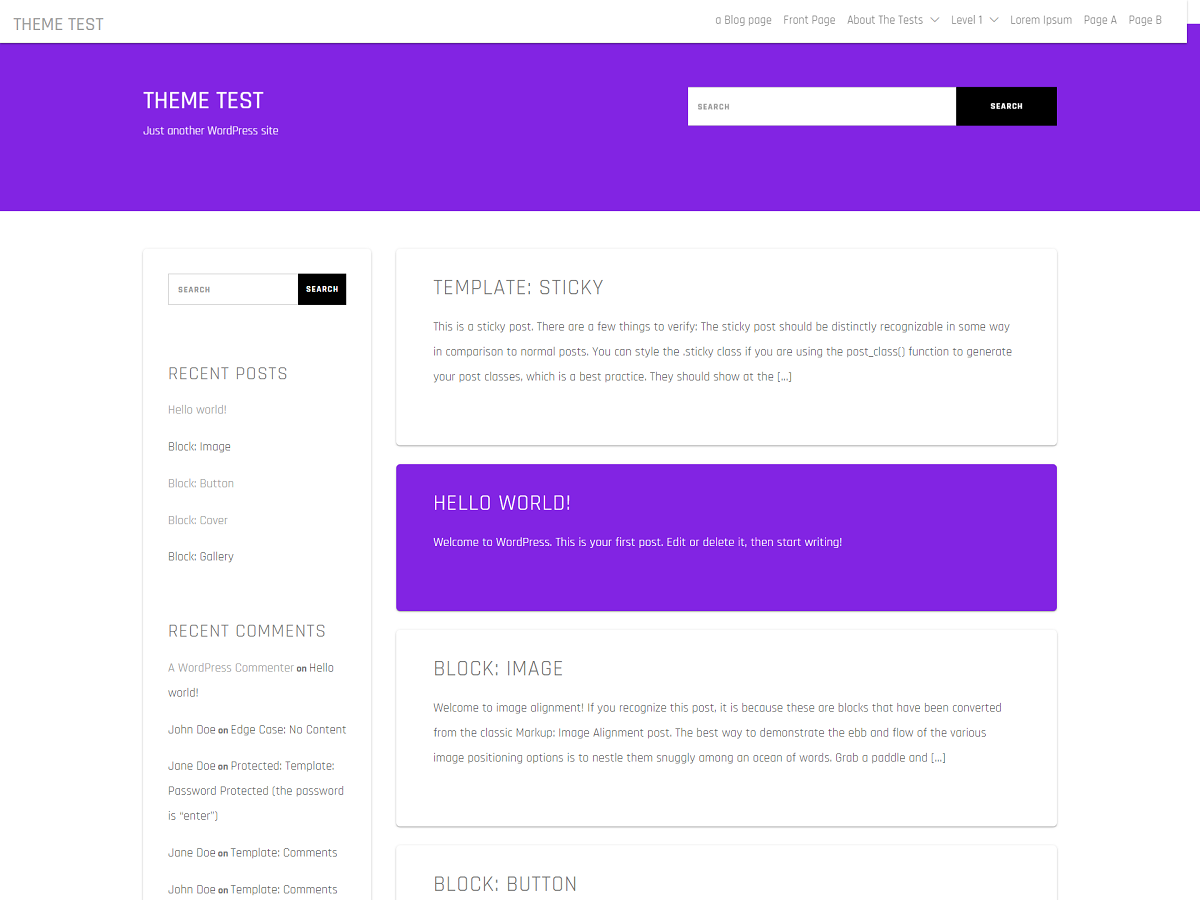 THEME TEST
a Blog page Front Page About The Tests Level 1 Lorem Ipsum Page A Page B
THEME TEST
Just another WordPress site
SEARCH SEARCH
SEARCH SEARCH
RECENT POSTS
Hello world!
Block: Image
Block: Button
Block: Cover
Block: Gallery
RECENT COMMENTS
A WordPress Commenter on Hello
world!
John Doe on Edge Case: No Content
Jane Doe on Protected: Template:
Password Protected (the password
is “enter”)
Jane Doe on Template: Comments
John Doe on Template: Comments
TEMPLATE: STICKY
This is a sticky post. There are a few things to verify: The sticky post should be distinctly recognizable in some way
in comparison to normal posts. You can style the .sticky class if you are using the post_class() function to generate
your post classes, which is a best practice. They should show at the [...]
HELLO WORLD!
Welcome to WordPress. This is your first post. Edit or delete it, then start writing!
BLOCK: IMAGE
Welcome to image alignment! If you recognize this post, it is because these are blocks that have been converted
from the classic Markup: Image Alignment post. The best way to demonstrate the ebb and flow of the various
image positioning options is to nestle them snuggly among an ocean of words. Grab a paddle and [...]
BLOCK: BUTTON